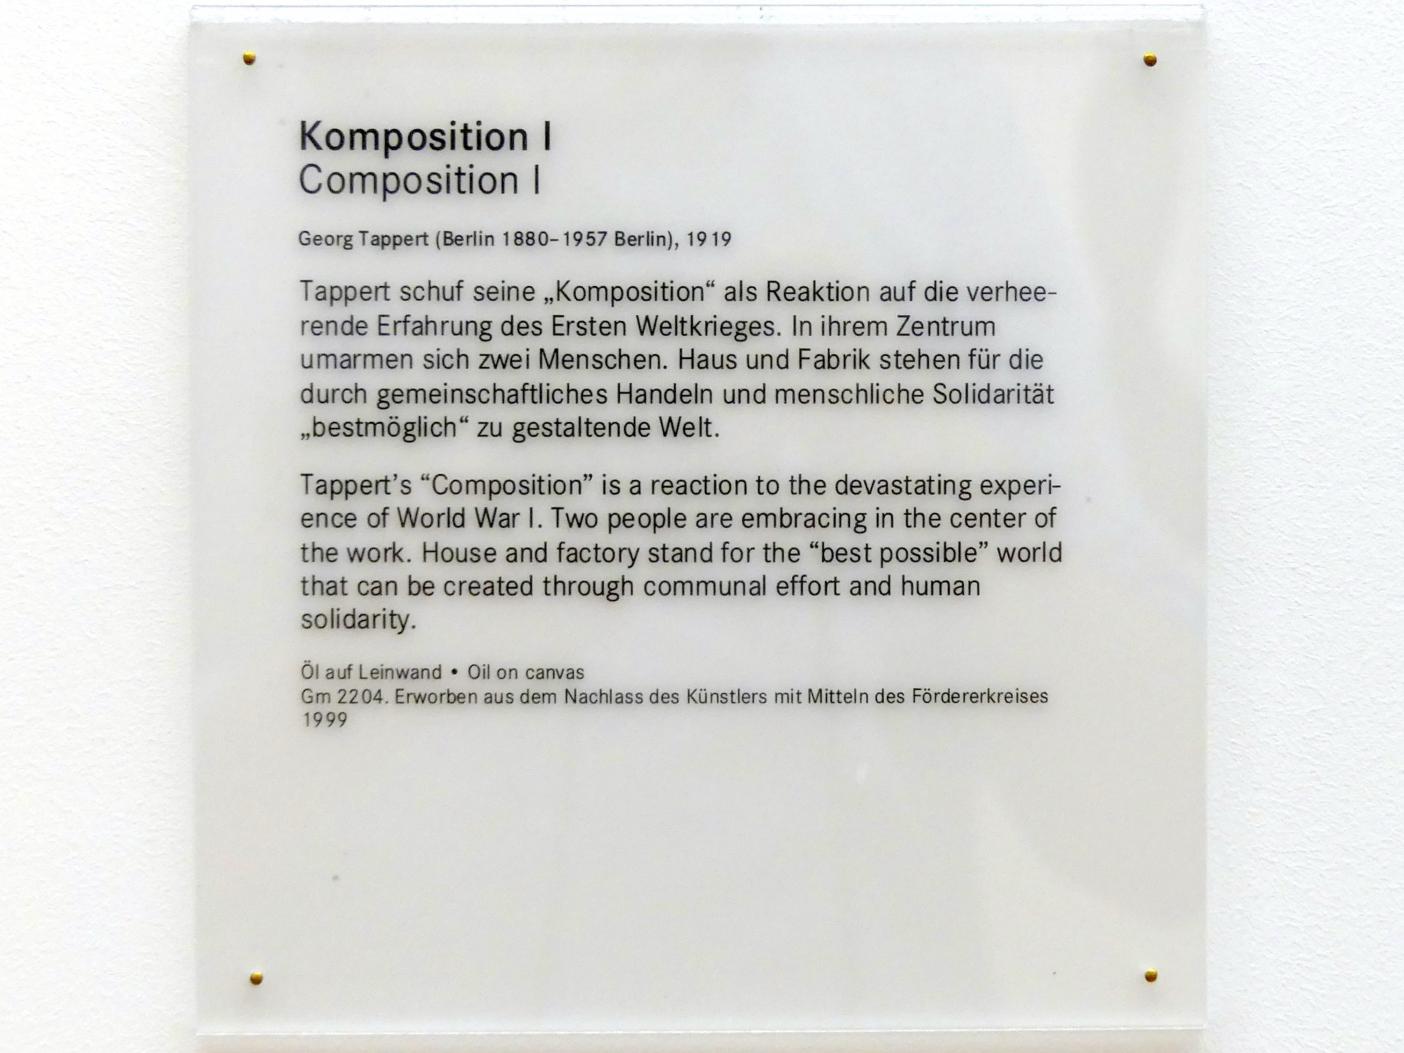 Komposition I
Composition I
Georg Tappert (Berlin 1880–1957 Berlin), 1919
Tappert schuf seine „Komposition“ als Reaktion auf die verhee-
rende Erfahrung des Ersten Weltkrieges. In ihrem Zentrum
umarmen sich zwei Menschen. Haus und Fabrik stehen für die
durch gemeinschaftliches Handeln und menschliche Solidarität
„bestmöglich“ zu gestaltende Welt.
Tappert’s “Composition” is a reaction to the devastating experi-
ence of World War I. Two people are embracing in the center of
the work. House and factory stand for the “best possible” world
that can be created through communal effort and human
solidarity.
Öl auf Leinwand • Oil on canvas
Gm 2204. Erworben aus dem Nachlass des Künstlers mit Mitteln des Fördererkreises
1999